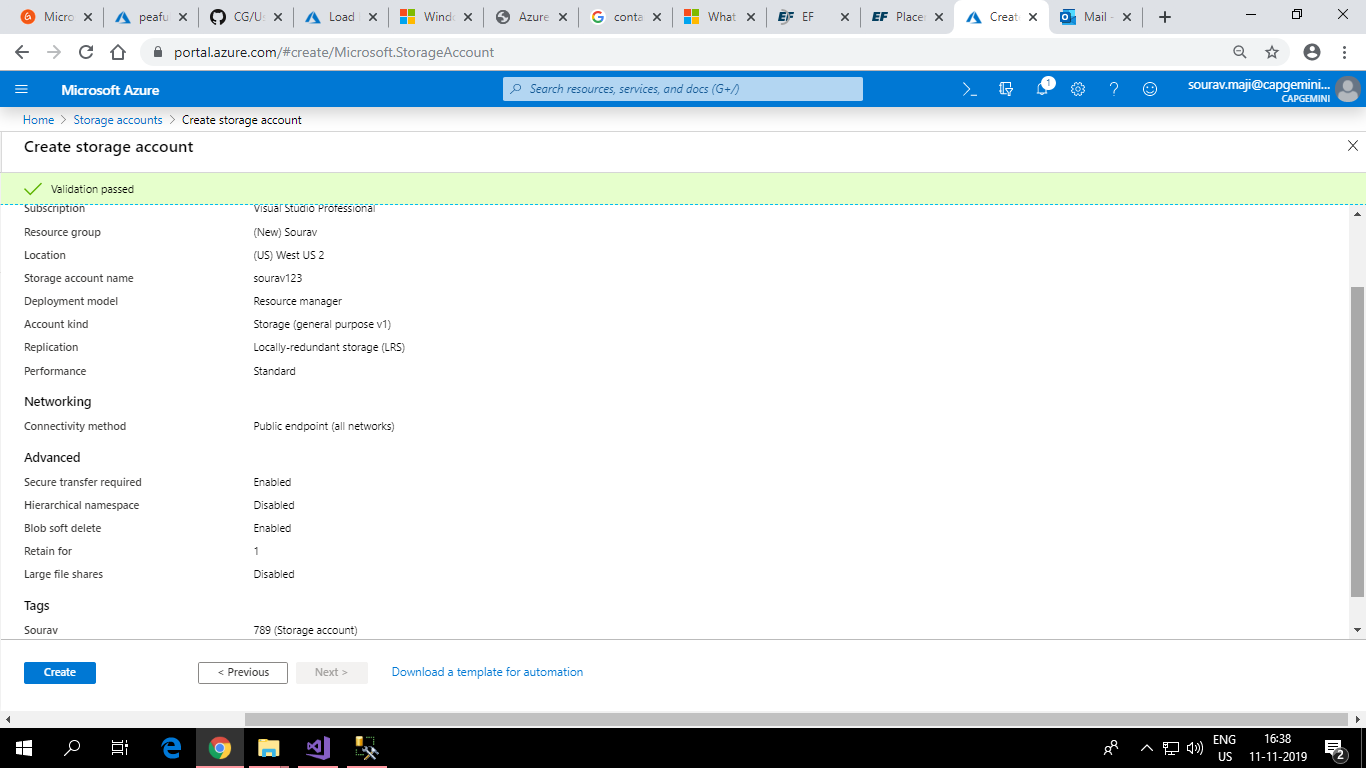 Micro
peafu
CG/U
Load
Wind
Azure
conta
What
EF
Place
Creat
Mail -
portal.azure.com/#create/Microsoft.StorageAccount
Microsoft Azure
Search resources, services, and docs (G+/)
1
sourav.maji@capgemini...
CAPGEMINI
Home > Storage accounts > Create storage account
Create storage account
Validation passed
Subscription Visual Studio Professional
Resource group (New) Sourav
Location (US) West US 2
Storage account name sourav123
Deployment model Resource manager
Account kind Storage (general purpose v1)
Replication Locally-redundant storage (LRS)
Performance Standard
Networking
Connectivity method Public endpoint (all networks)
Advanced
Secure transfer required Enabled
Hierarchical namespace Disabled
Blob soft delete Enabled
Retain for 1
Large file shares Disabled
Tags
Sourav 789 (Storage account)
Create < Previous Next > Download a template for automation
ENG 16:38
US 11-11-2019
2